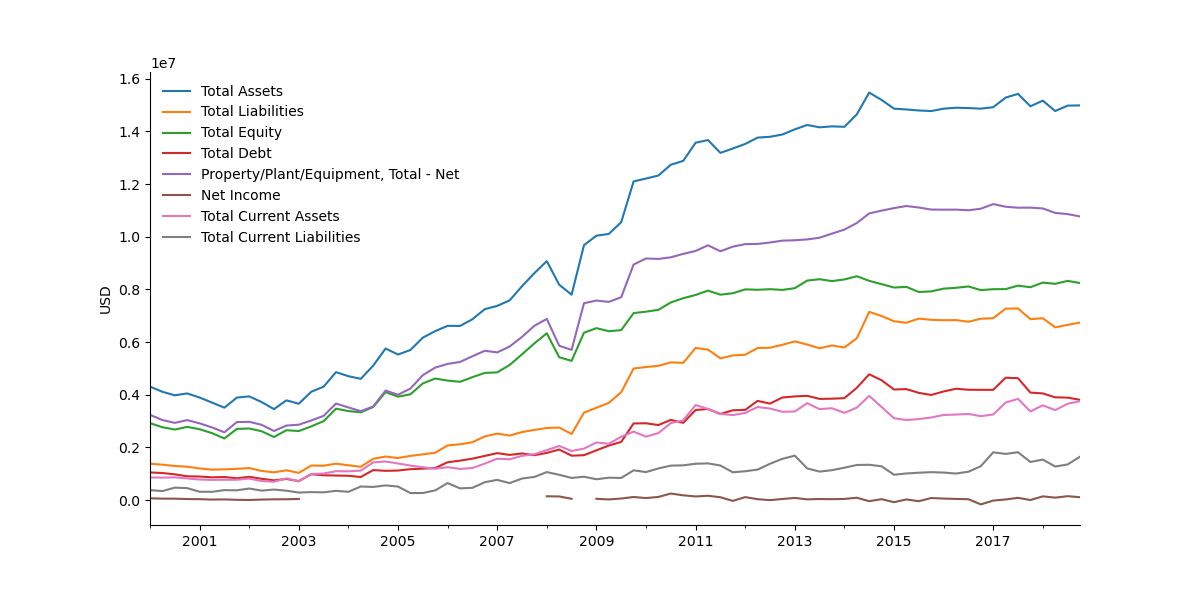 1e7
1.6
1.4
1.2
1.0
0.8
0.6
0.4
0.2
0.0
USD
Total Assets
Total Liabilities
Total Equity
Total Debt
Property/Plant/Equipment, Total - Net
Net Income
Total Current Assets
Total Current Liabilities
2001 2003 2005 2007 2009 2011 2013 2015 2017